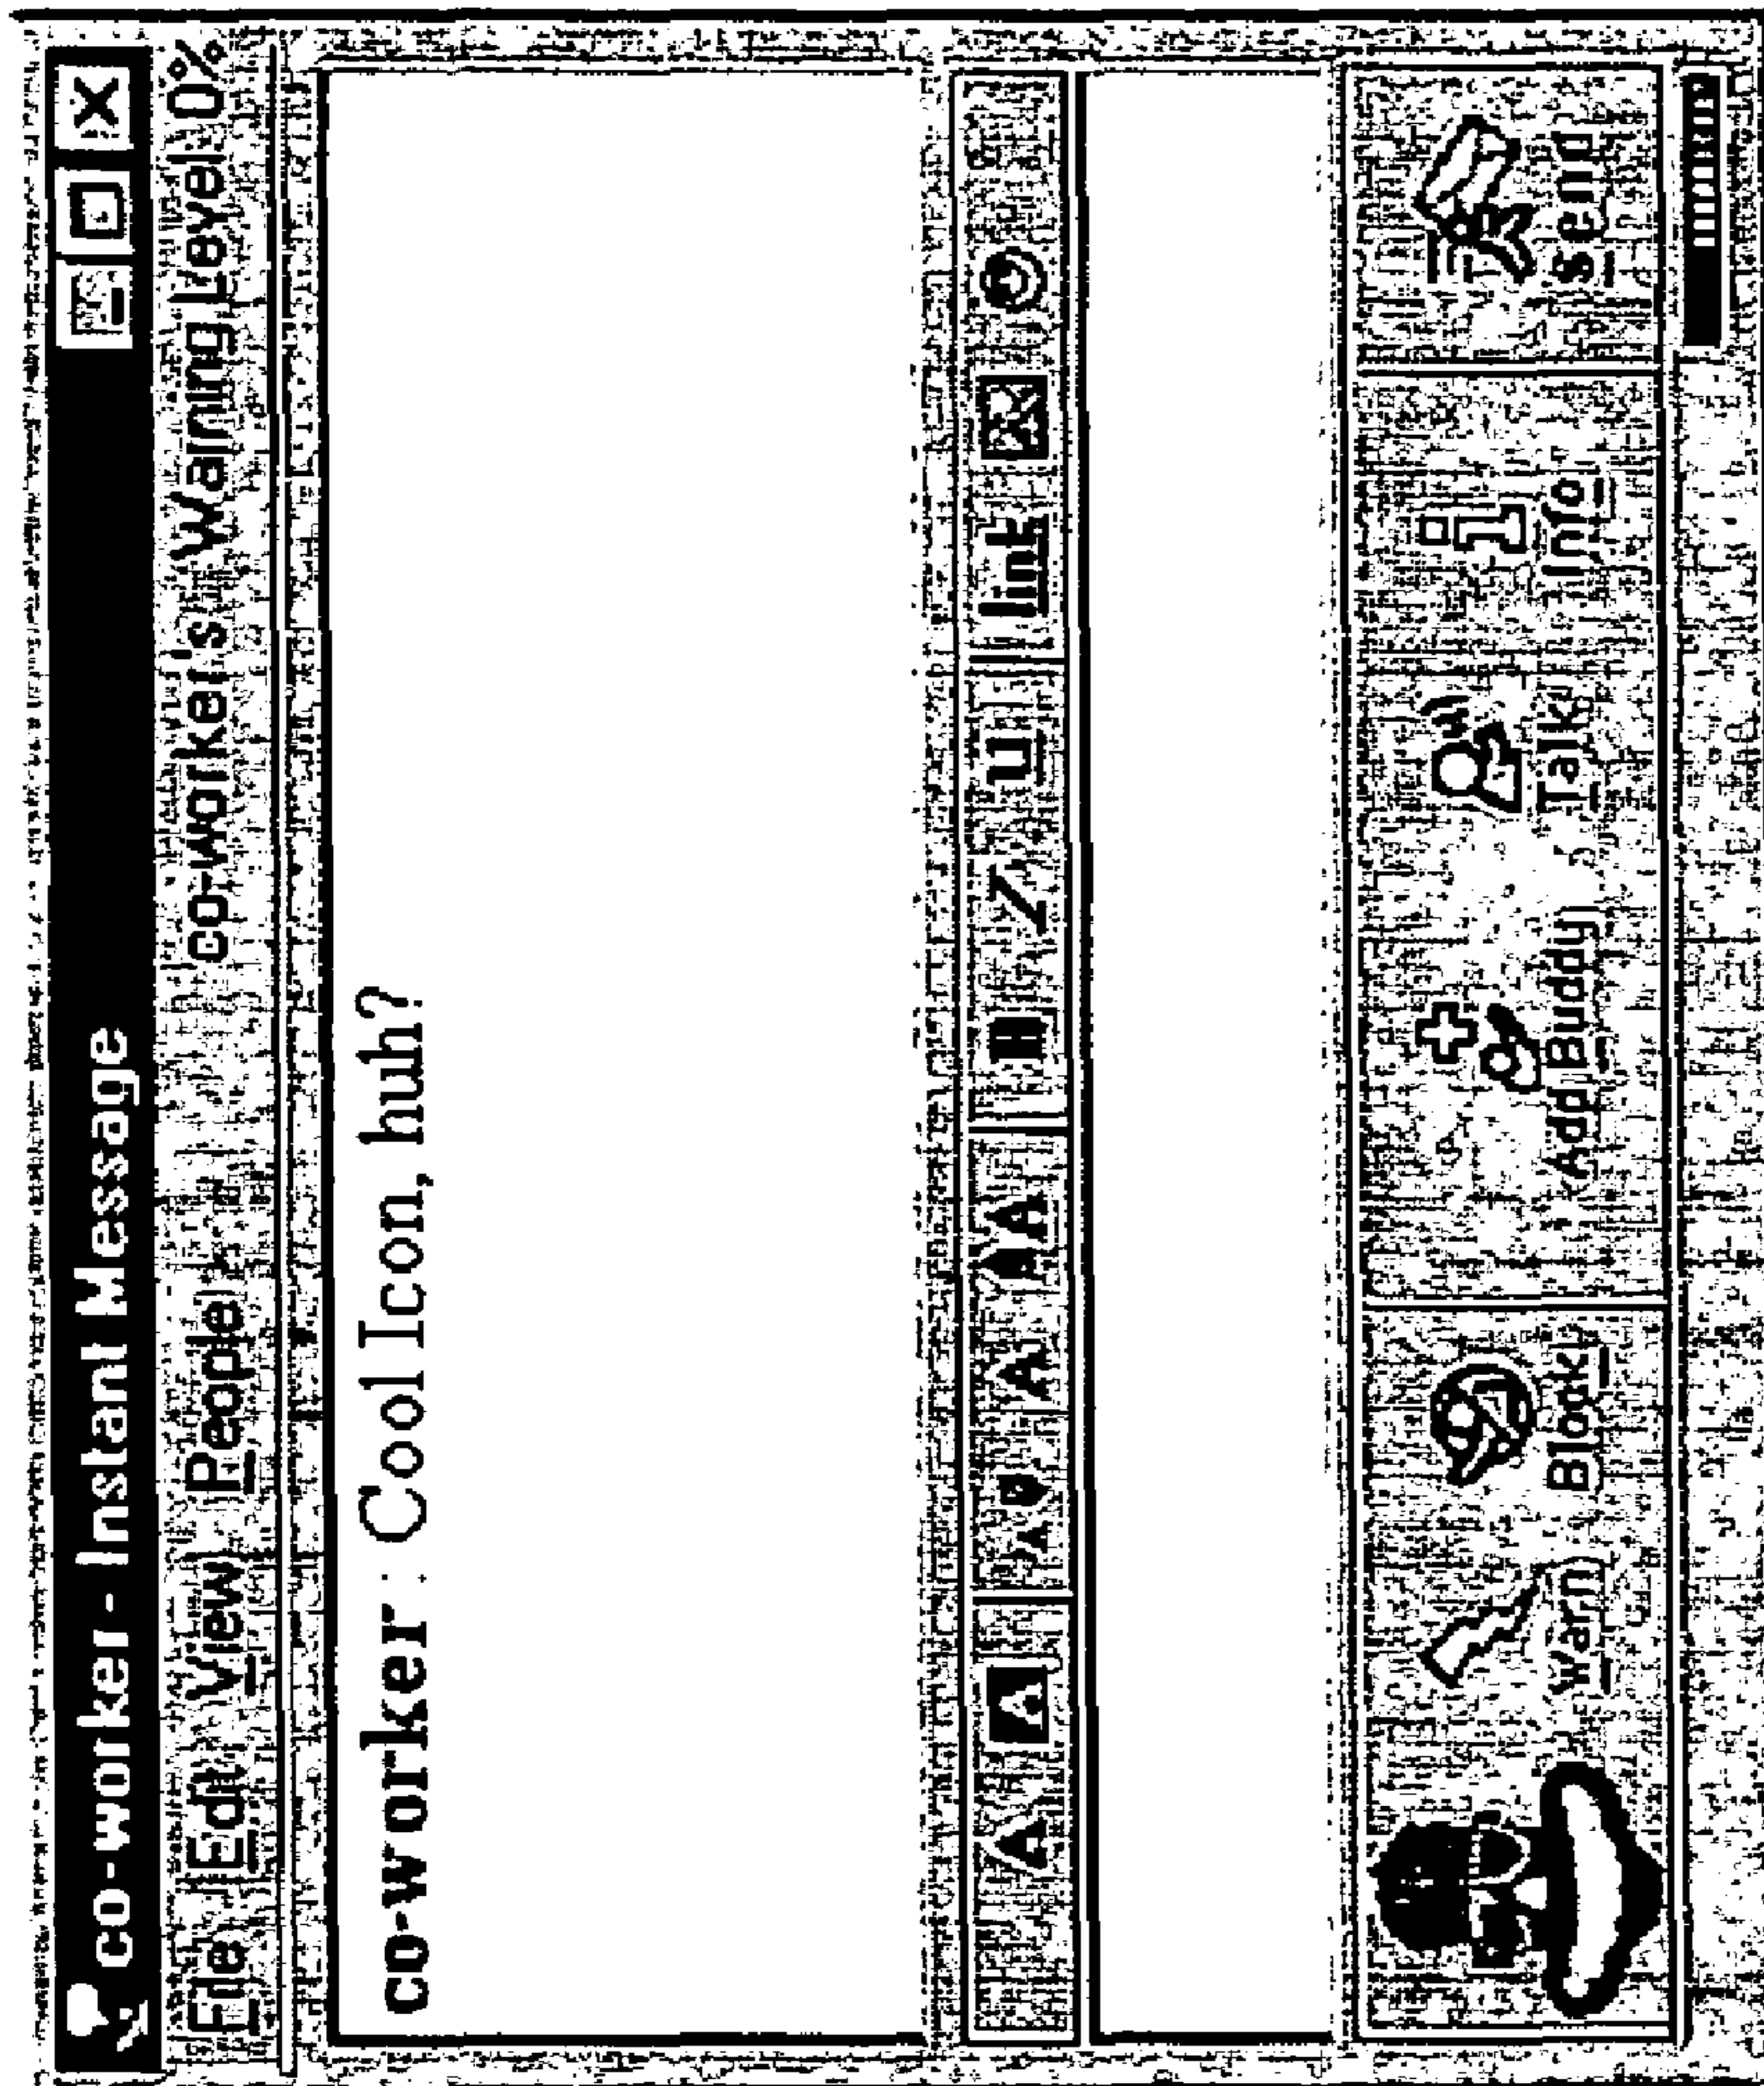 co-worker - Instant Message
File Edit View People co-worker's Warning Level: 0%
co-worker: Cool Icon, huh?
A A A A A B I U link
Warn Block Add Buddy Talk Info Send